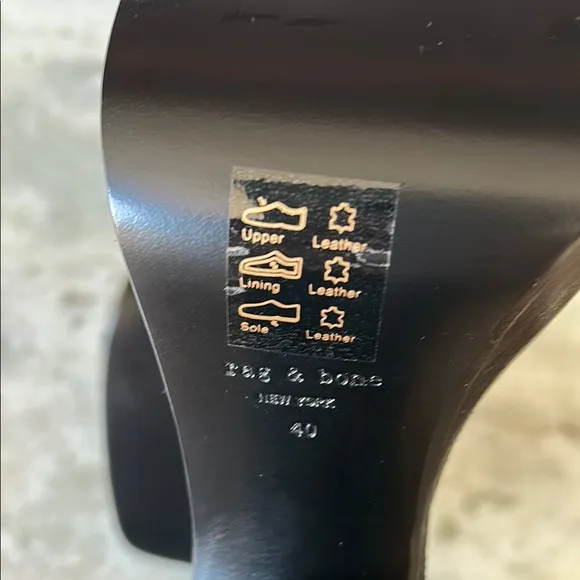 Upper Leather
Lining Leather
Sole Leather
rag & bone
NEW YORK
40